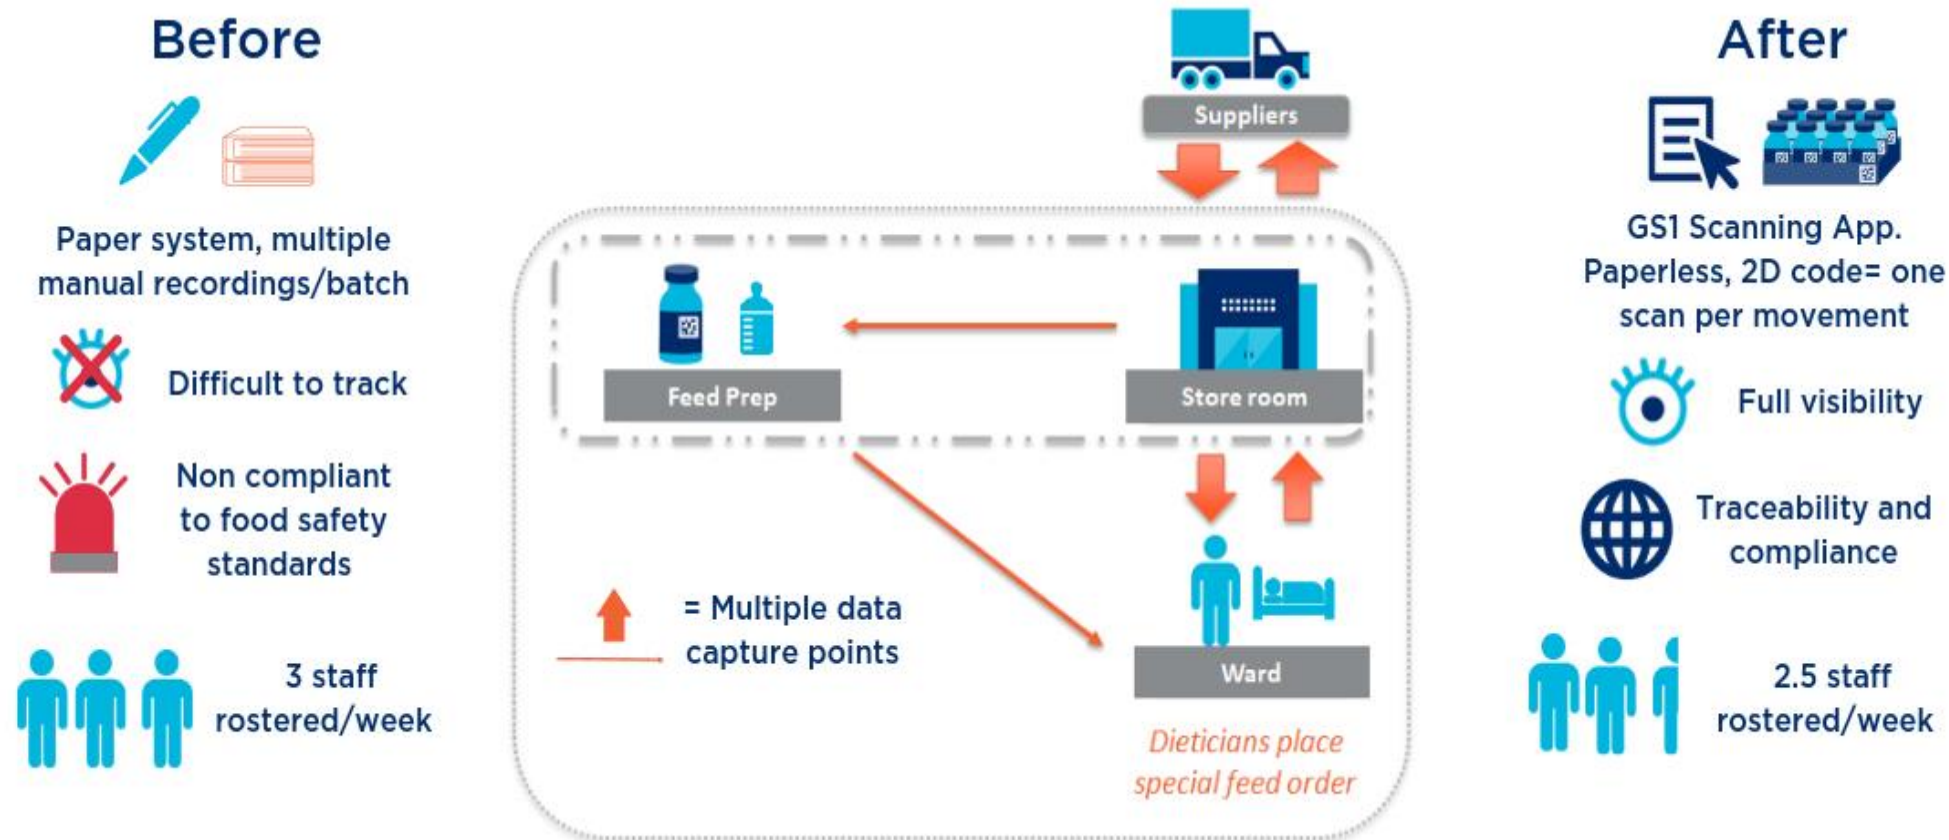 Before
Paper system, multiple
manual recordings/batch
Difficult to track
Non compliant
to food safety
standards
3 staff
rostered/week
Suppliers
Feed Prep
Store room
= Multiple data
capture points
Ward
Dieticians place
special feed order
After
GS1 Scanning App.
Paperless, 2D code= one
scan per movement
Full visibility
Traceability and
compliance
2.5 staff
rostered/week